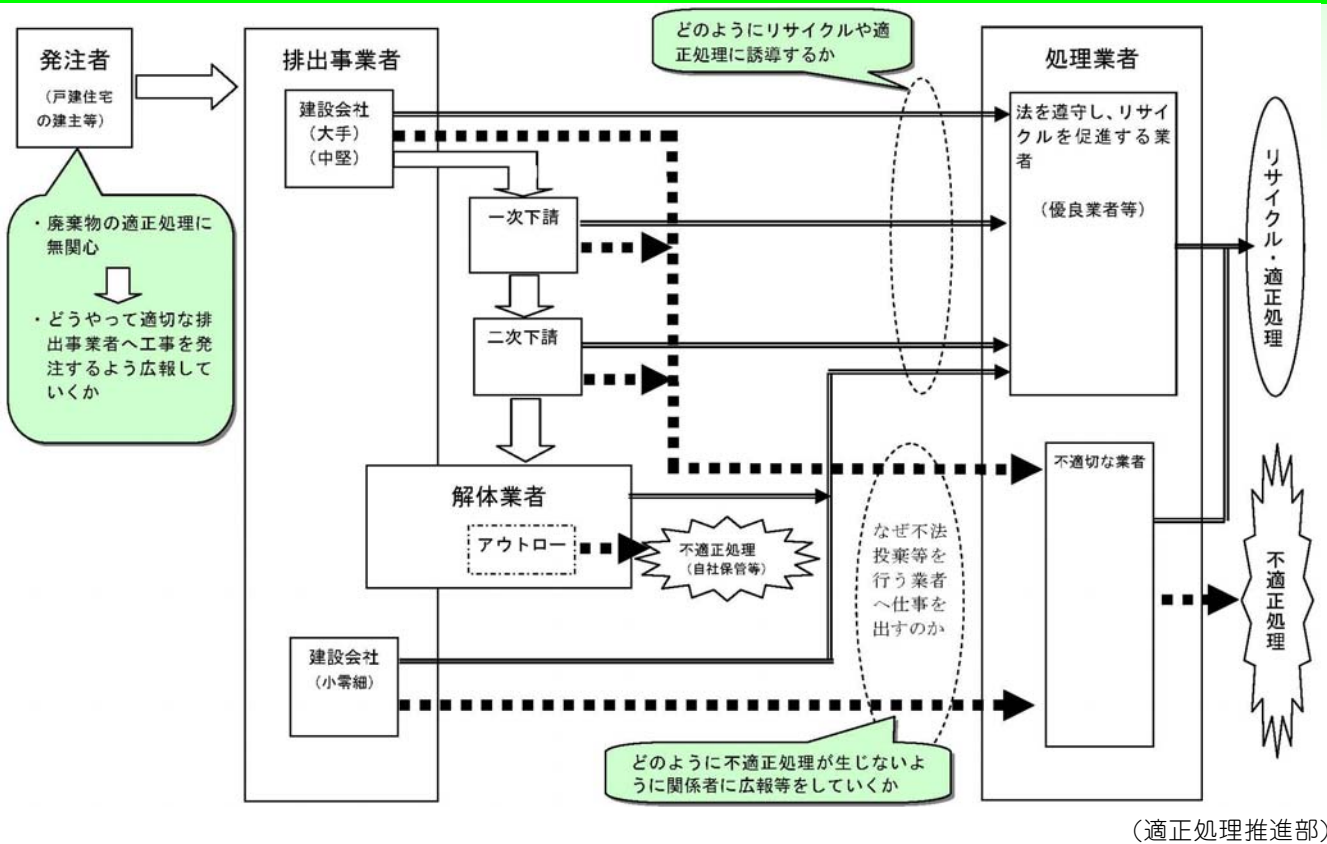 発注者
（戸建住宅
の建主等）
・廃棄物の適正処理に
無関心
・どうやって適切な排
出事業者へ工事を発
注するよう広報して
いくか
排出事業者
建設会社
（大手）
（中堅）
一次下請
二次下請
解体業者
アウトロー
不適正処理
（自社保管等）
建設会社
（小零細）
どのようにリサイクルや適
正処理に誘導するか
なぜ不法
投棄等を
行う業者
へ仕事を
出すのか
どのように不適正処理が生じないよ
うに関係者に広報等をしていくか
処理業者
法を遵守し、リサイ
クルを促進する業
者
（優良業者等）
不適切な業者
リサイクル・適正処理
不適正処理
（適正処理推進部）